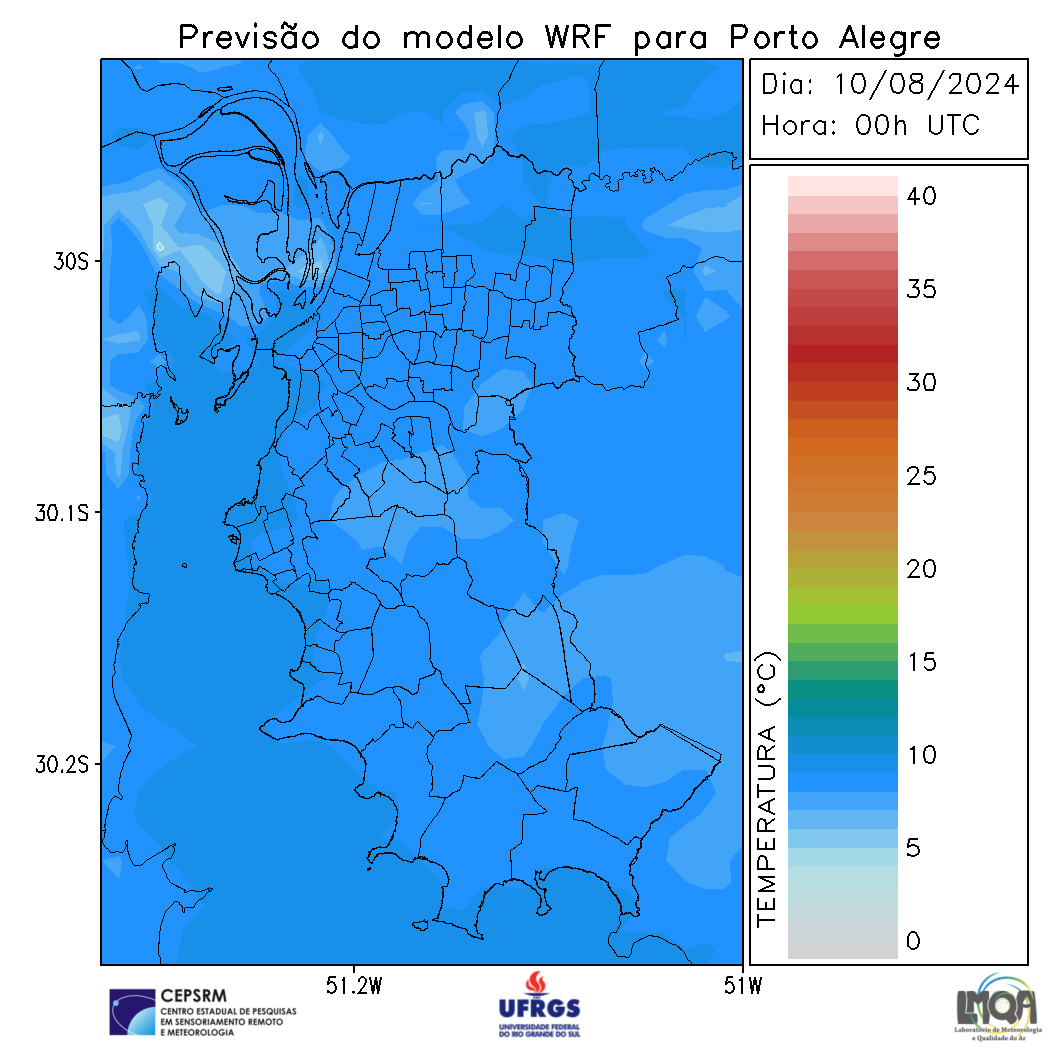 Previsão do modelo WRF para Porto Alegre
Dia: 10/08/2024
Hora: 00h UTC
40
35
30
25
20
15
10
5
0
TEMPERATURA (°C)
30S
30.1S
30.2S
51.2W
51W
CEPSRM
CENTRO ESTADUAL DE PESQUISAS
EM SENSORIAMENTO REMOTO
E METEOROLOGIA
UFRGS
UNIVERSIDADE FEDERAL
DO RIO GRANDE DO SUL
LMQA
Laboratório de Meteorologia
e Qualidade do Ar